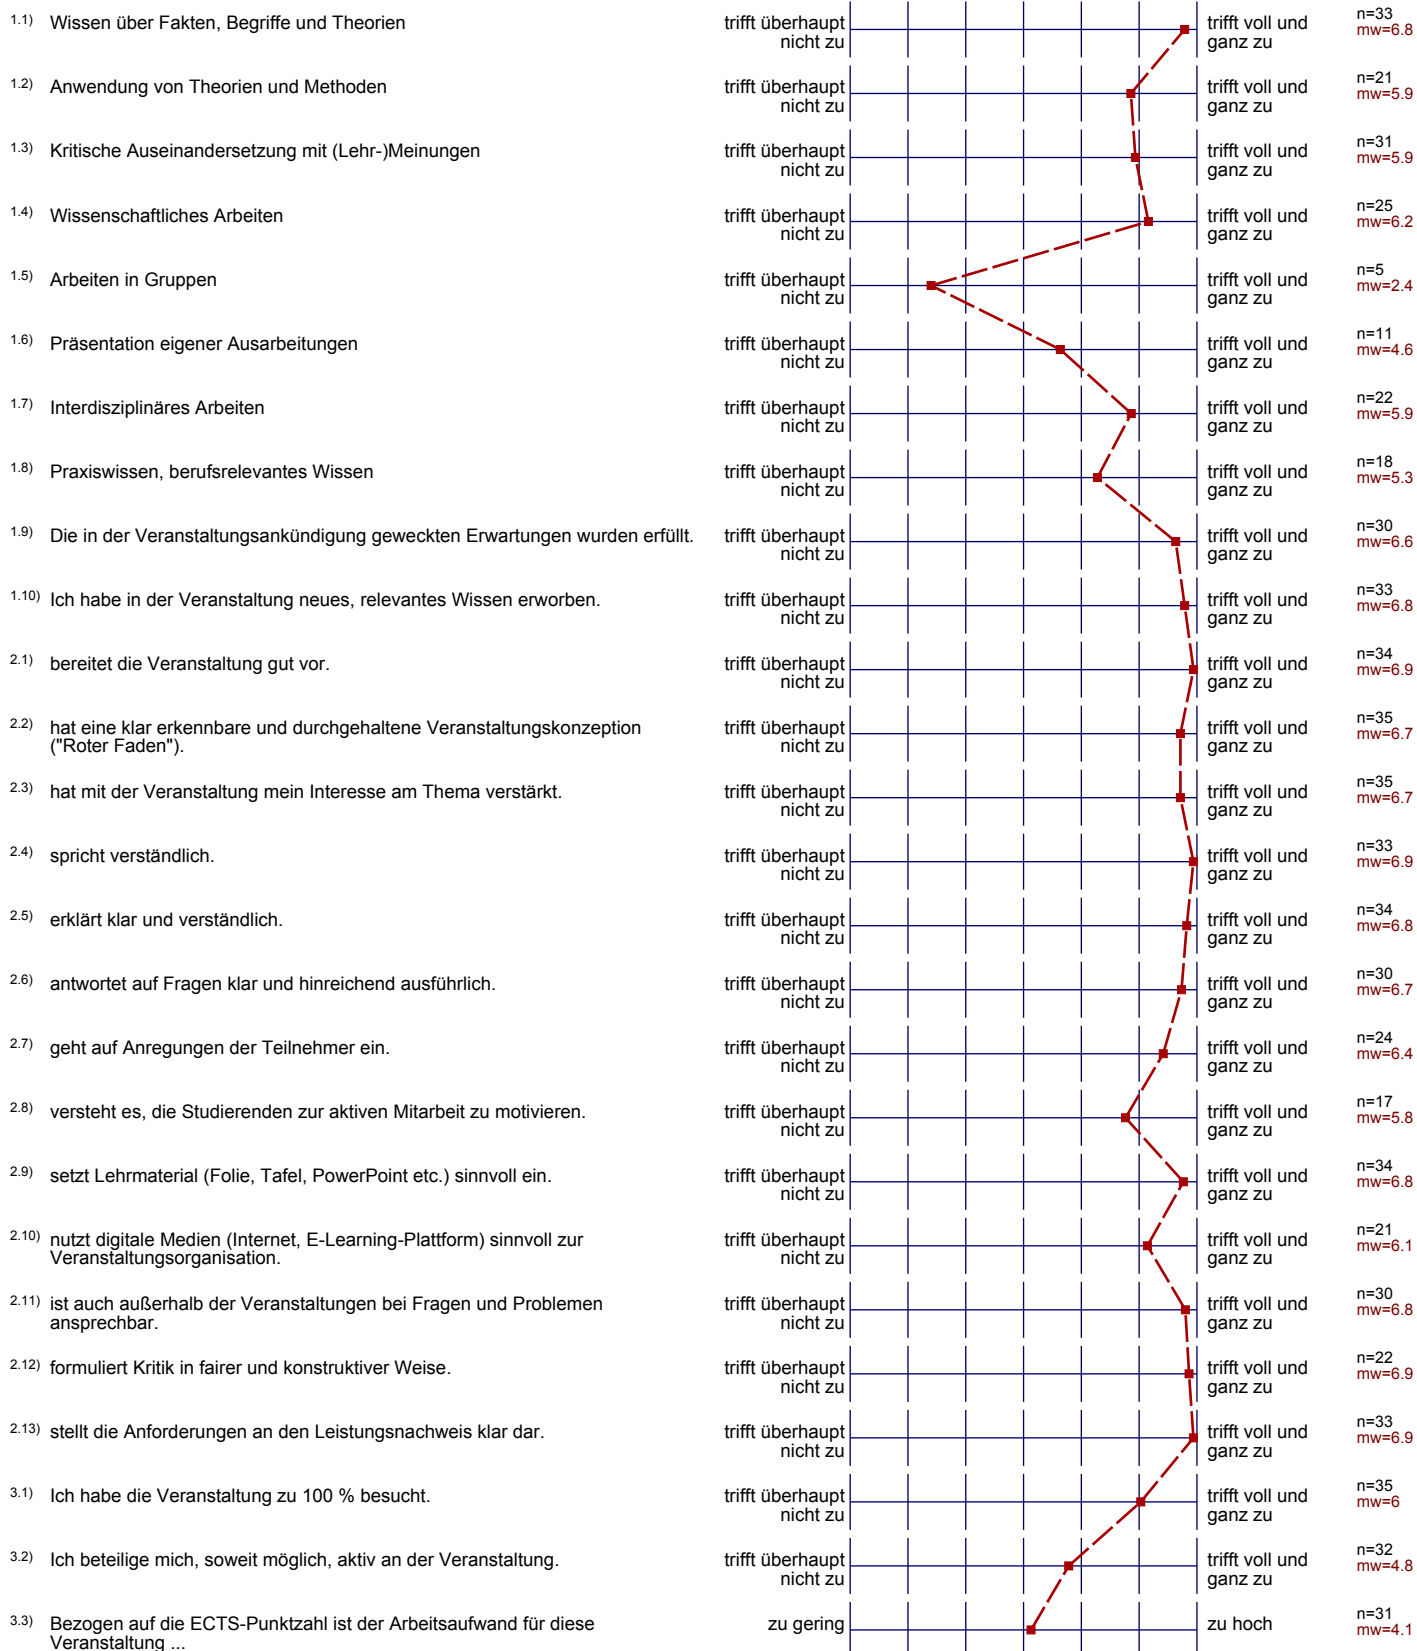 1.1) Wissen über Fakten, Begriffe und Theorien trifft überhaupt nicht zu trifft voll und ganz zu n=33 mw=6.8
1.2) Anwendung von Theorien und Methoden trifft überhaupt nicht zu trifft voll und ganz zu n=21 mw=5.9
1.3) Kritische Auseinandersetzung mit (Lehr-)Meinungen trifft überhaupt nicht zu trifft voll und ganz zu n=31 mw=5.9
1.4) Wissenschaftliches Arbeiten trifft überhaupt nicht zu trifft voll und ganz zu n=25 mw=6.2
1.5) Arbeiten in Gruppen trifft überhaupt nicht zu trifft voll und ganz zu n=5 mw=2.4
1.6) Präsentation eigener Ausarbeitungen trifft überhaupt nicht zu trifft voll und ganz zu n=11 mw=4.6
1.7) Interdisziplinäres Arbeiten trifft überhaupt nicht zu trifft voll und ganz zu n=22 mw=5.9
1.8) Praxiswissen, berufsrelevantes Wissen trifft überhaupt nicht zu trifft voll und ganz zu n=18 mw=5.3
1.9) Die in der Veranstaltungsankündigung geweckten Erwartungen wurden erfüllt. trifft überhaupt nicht zu trifft voll und ganz zu n=30 mw=6.6
1.10) Ich habe in der Veranstaltung neues, relevantes Wissen erworben. trifft überhaupt nicht zu trifft voll und ganz zu n=33 mw=6.8
2.1) bereitet die Veranstaltung gut vor. trifft überhaupt nicht zu trifft voll und ganz zu n=34 mw=6.9
2.2) hat eine klar erkennbare und durchgehaltene Veranstaltungskonzeption
("Roter Faden"). trifft überhaupt nicht zu trifft voll und ganz zu n=35 mw=6.7
2.3) hat mit der Veranstaltung mein Interesse am Thema verstärkt. trifft überhaupt nicht zu trifft voll und ganz zu n=35 mw=6.7
2.4) spricht verständlich. trifft überhaupt nicht zu trifft voll und ganz zu n=33 mw=6.9
2.5) erklärt klar und verständlich. trifft überhaupt nicht zu trifft voll und ganz zu n=34 mw=6.8
2.6) antwortet auf Fragen klar und hinreichend ausführlich. trifft überhaupt nicht zu trifft voll und ganz zu n=30 mw=6.7
2.7) geht auf Anregungen der Teilnehmer ein. trifft überhaupt nicht zu trifft voll und ganz zu n=24 mw=6.4
2.8) versteht es, die Studierenden zur aktiven Mitarbeit zu motivieren. trifft überhaupt nicht zu trifft voll und ganz zu n=17 mw=5.8
2.9) setzt Lehrmaterial (Folie, Tafel, PowerPoint etc.) sinnvoll ein. trifft überhaupt nicht zu trifft voll und ganz zu n=34 mw=6.8
2.10) nutzt digitale Medien (Internet, E-Learning-Plattform) sinnvoll zur
Veranstaltungsorganisation. trifft überhaupt nicht zu trifft voll und ganz zu n=21 mw=6.1
2.11) ist auch außerhalb der Veranstaltungen bei Fragen und Problemen
ansprechbar. trifft überhaupt nicht zu trifft voll und ganz zu n=30 mw=6.8
2.12) formuliert Kritik in fairer und konstruktiver Weise. trifft überhaupt nicht zu trifft voll und ganz zu n=22 mw=6.9
2.13) stellt die Anforderungen an den Leistungsnachweis klar dar. trifft überhaupt nicht zu trifft voll und ganz zu n=33 mw=6.9
3.1) Ich habe die Veranstaltung zu 100 % besucht. trifft überhaupt nicht zu trifft voll und ganz zu n=35 mw=6
3.2) Ich beteilige mich, soweit möglich, aktiv an der Veranstaltung. trifft überhaupt nicht zu trifft voll und ganz zu n=32 mw=4.8
3.3) Bezogen auf die ECTS-Punktzahl ist der Arbeitsaufwand für diese
Veranstaltung ... zu gering zu hoch n=31 mw=4.1